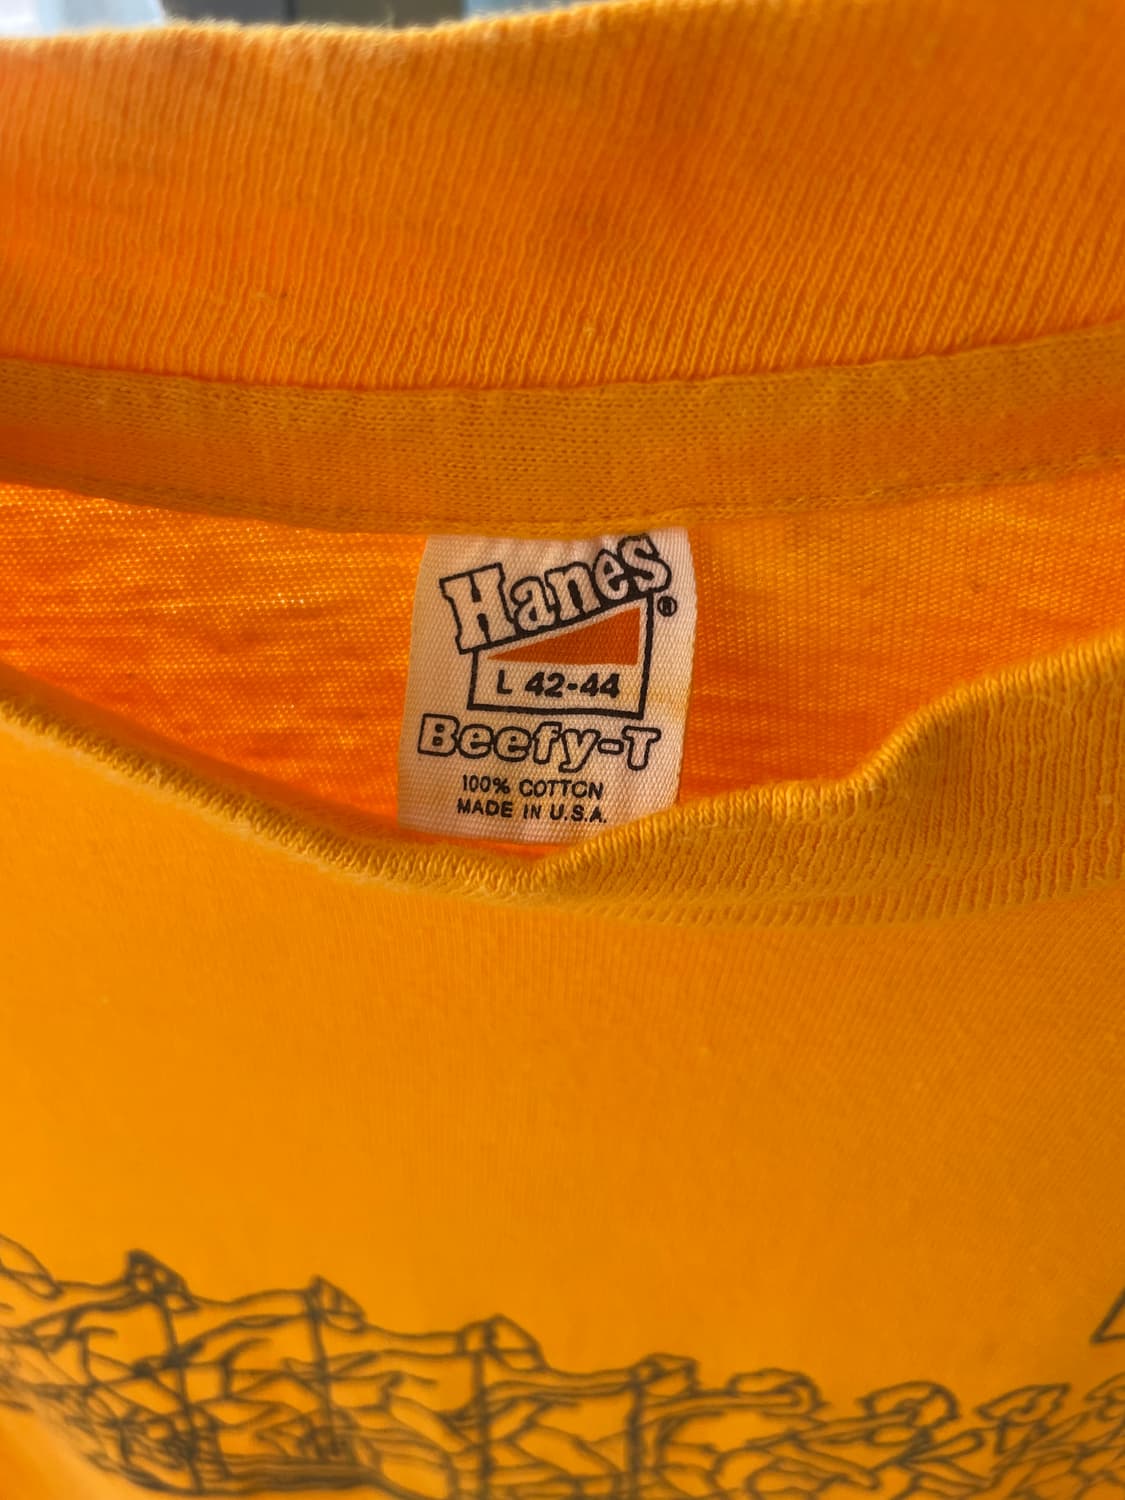 Hanes®
L 42-44
Beefy-T
100% COTTON
MADE IN U.S.A.